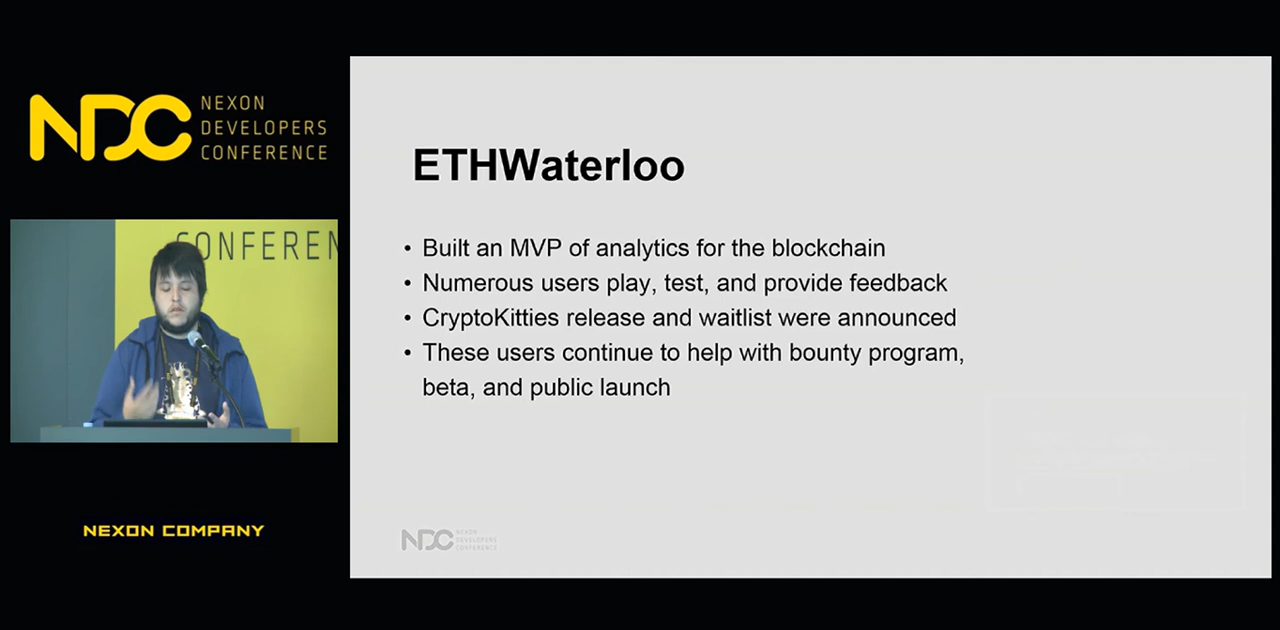 NDC
NEXON
DEVELOPERS
CONFERENCE
CONFEREN
NEXON COMPANY
ETHWaterloo
• Built an MVP of analytics for the blockchain
• Numerous users play, test, and provide feedback
• CryptoKitties release and waitlist were announced
• These users continue to help with bounty program,
beta, and public launch
NDC
NEXON
DEVELOPERS
CONFERENCE